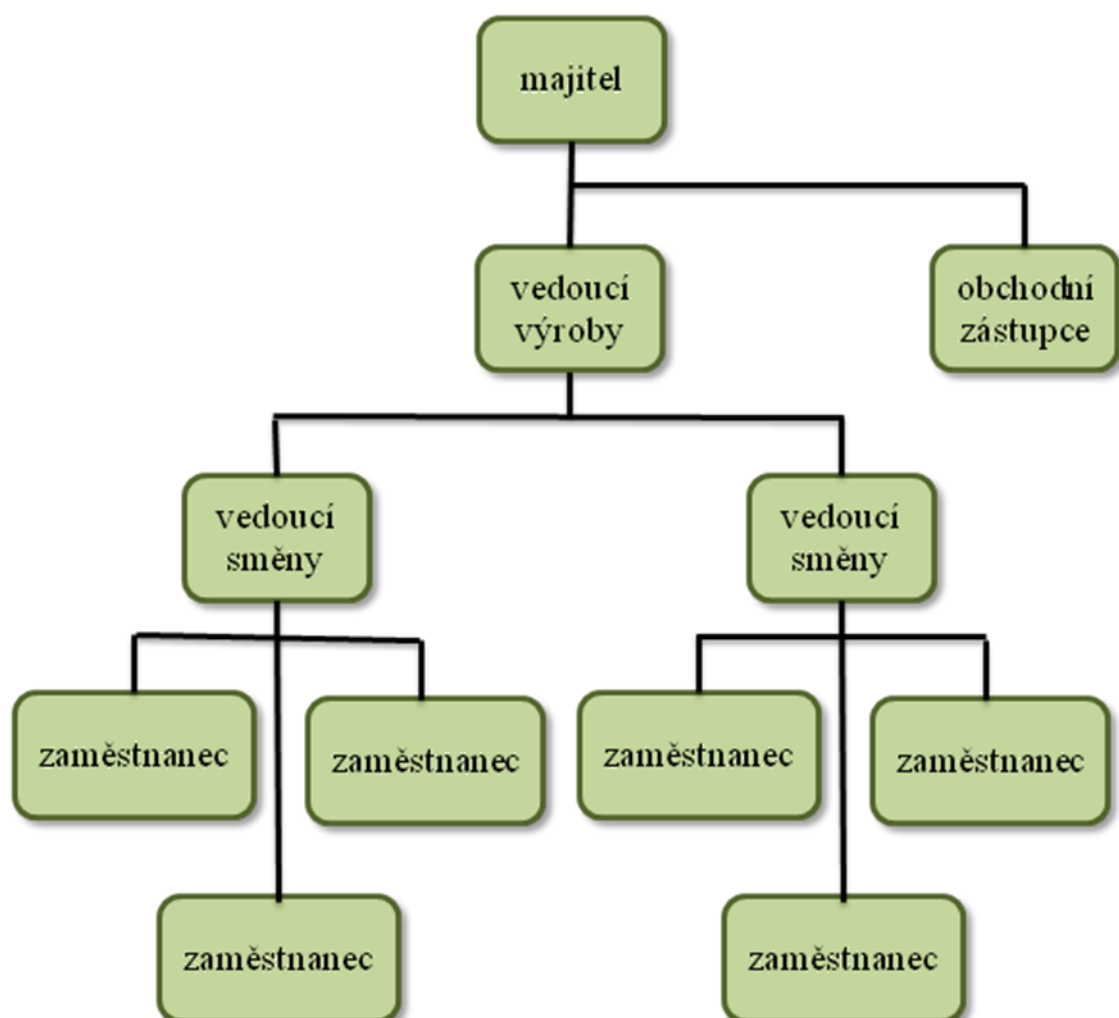 majitel
vedoucí
výroby
obchodní
zástupce
vedoucí
směny
vedoucí
směny
zaměstnanec
zaměstnanec
zaměstnanec
zaměstnanec
zaměstnanec
zaměstnanec